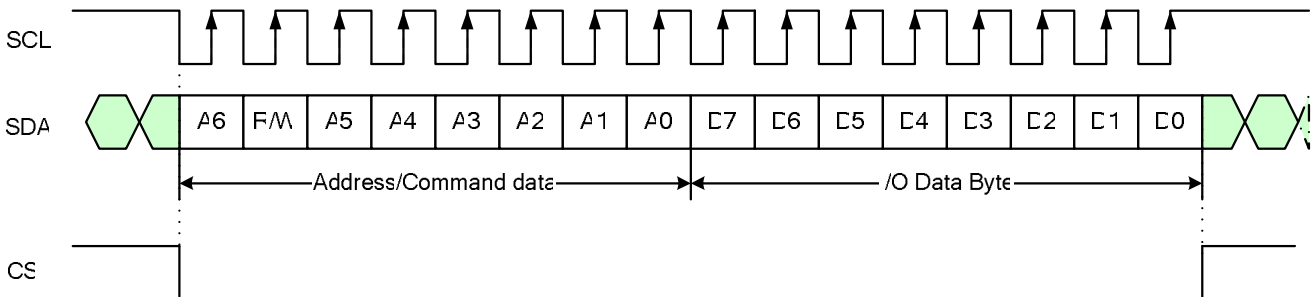 SCL
SDA A6 R/W A5 A4 A3 A2 A1 A0 D7 D6 D5 D4 D3 D2 D1 D0
Address/Command data /O Data Byte
CS